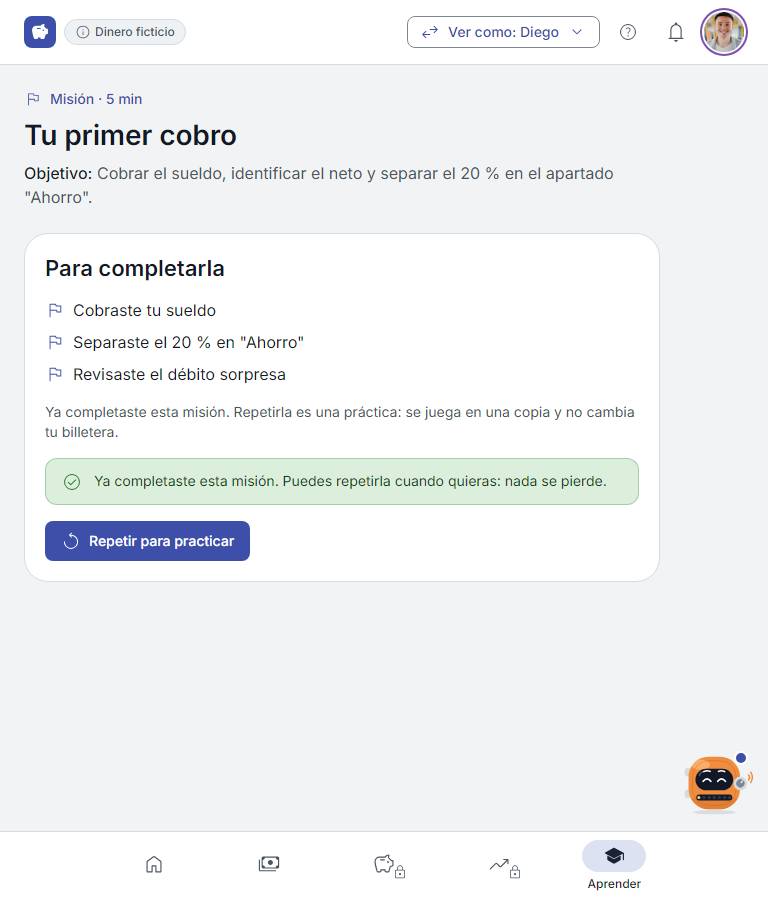 Dinero ficticio
Ver como: Diego
Misión · 5 min
Tu primer cobro
Objetivo: Cobrar el sueldo, identificar el neto y separar el 20 % en el apartado
"Ahorro".
Para completarla
Cobraste tu sueldo
Separaste el 20 % en "Ahorro"
Revisaste el débito sorpresa
Ya completaste esta misión. Repetirla es una práctica: se juega en una copia y no cambia
tu billetera.
Ya completaste esta misión. Puedes repetirla cuando quieras: nada se pierde.
Repetir para practicar
Aprender